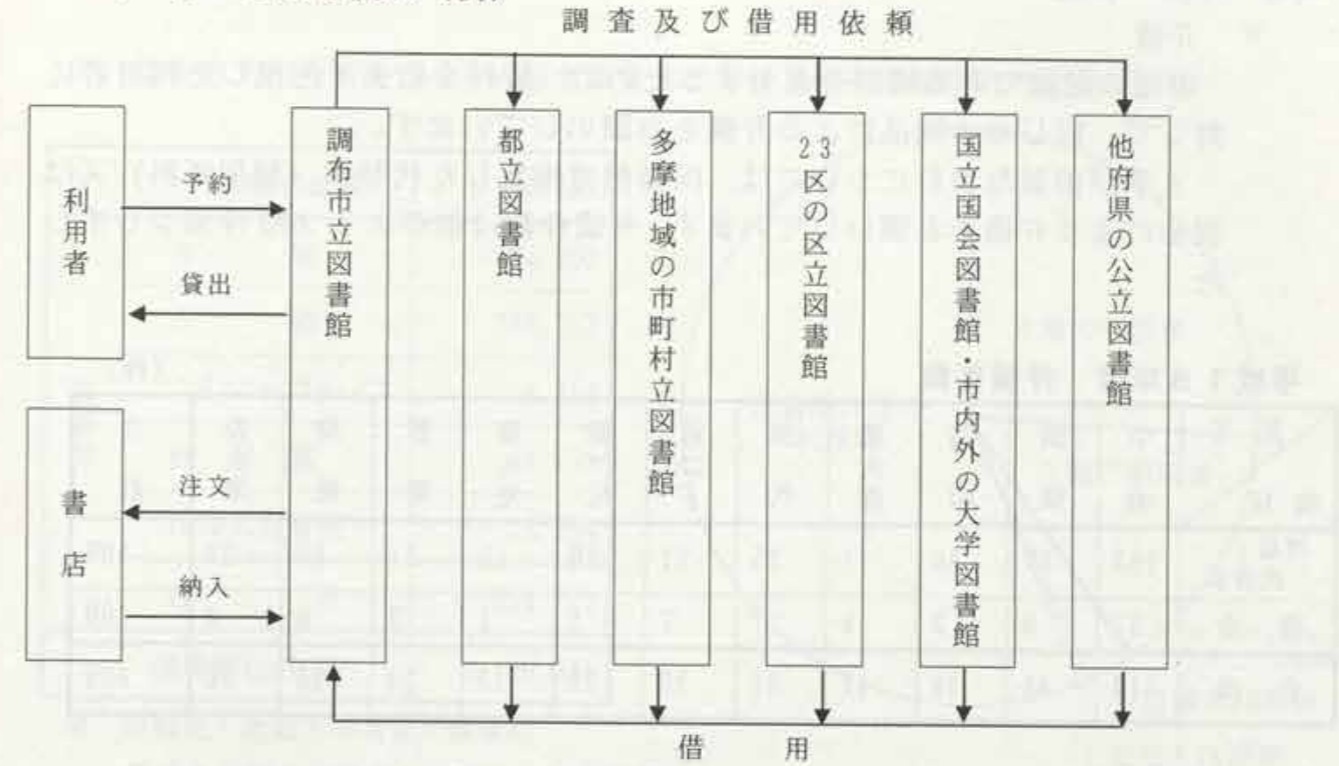 調査及び借用依頼
利用者
予約
貸出
書店
注文
納入
調布市立図書館
都立図書館
多摩地域の市町村立図書館
23区の区立図書館
国立国会図書館・市内外の大学図書館
他府県の公立図書館
借用